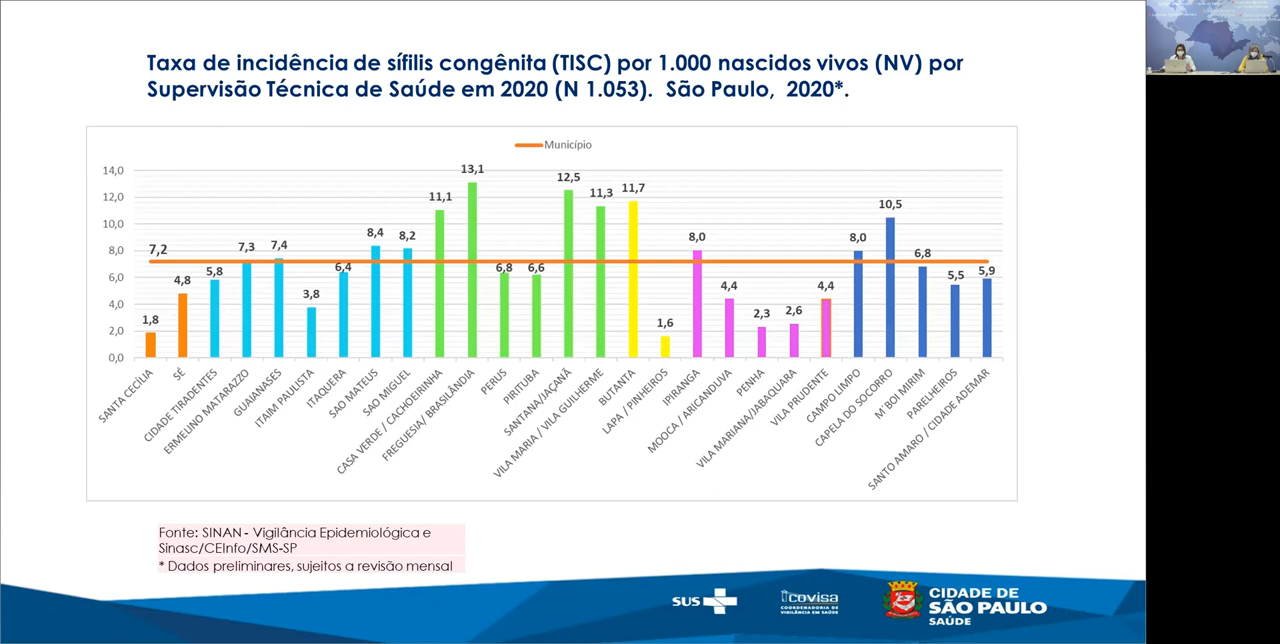 Taxa de incidência de sífilis congênita (TISC) por 1.000 nascidos vivos (NV) por
Supervisão Técnica de Saúde em 2020 (N 1.053). São Paulo, 2020*.
Município
14,0
12,0
10,0
8,0
6,0
4,0
2,0
0,0
7,2
1,8
4,8
5,8
7,3
7,4
3,8
6,4
8,4
8,2
11,1
13,1
6,8
6,6
12,5
11,3
11,7
1,6
8,0
4,4
2,3
2,6
4,4
8,0
10,5
6,8
5,5
5,9
SANTA CECÍLIA
SÉ
CIDADE TIRADENTES
ERMELINO MATARAZZO
GUAIANASES
ITAIM PAULISTA
ITAQUERA
SAO MATEUS
SAO MIGUEL
CASA VERDE / CACHOEIRINHA
FREGUESIA/ BRASILÂNDIA
PERUS
PIRITUBA
SANTANA/JAÇANÃ
VILA MARIA / VILA GUILHERME
BUTANTA
LAPA / PINHEIROS
IPIRANGA
MOOCA / ARICANDUVA
PENHA
VILA MARIANA/JABAQUARA
VILA PRUDENTE
CAMPO LIMPO
CAPELA DO SOCORRO
M' BOI MIRIM
PARELHEIROS
SANTO AMARO / CIDADE ADEMAR
Fonte: SINAN - Vigilância Epidemiológica e
Sinasc/CEInfo/SMS-SP
* Dados preliminares, sujeitos a revisão mensal
SUS
covisa
COORDENADORIA DE
VIGILÂNCIA EM SAÚDE
CIDADE DE
SÃO PAULO
SAÚDE